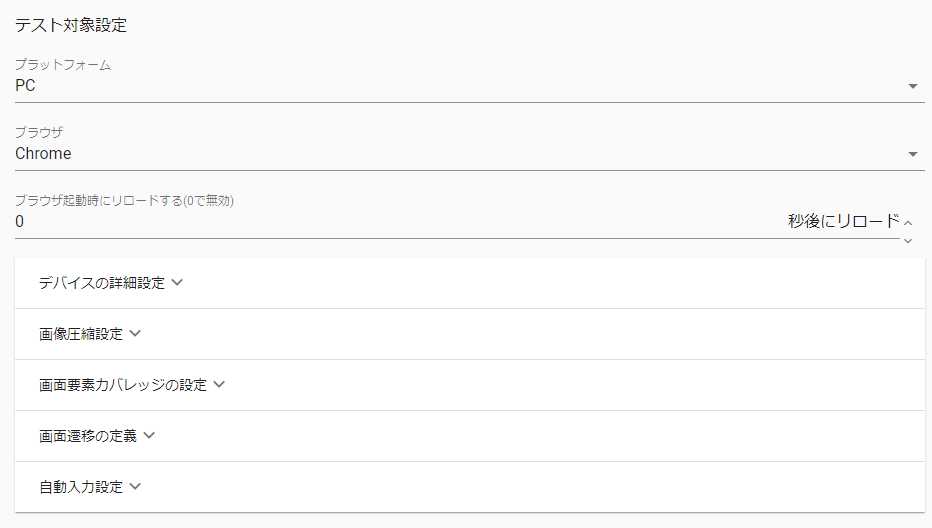 テスト対象設定
プラットフォーム
PC
ブラウザ
Chrome
ブラウザ起動時にリロードする(0で無効)
0 秒後にリロード
デバイスの詳細設定
画像圧縮設定
画面要素カバレッジの設定
画面遷移の定義
自動入力設定